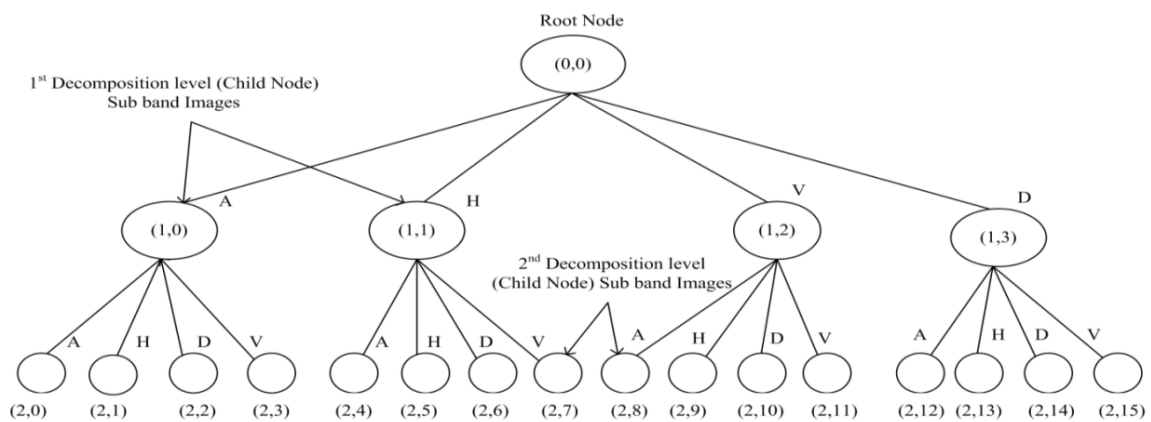 Root Node
(0,0)
1st Decomposition level (Child Node)
Sub band Images
A
H
V
D
(1,0)
(1,1)
(1,2)
(1,3)
2nd Decomposition level
(Child Node) Sub band Images
A H D V A H D V A H D V A H D V
(2,0) (2,1) (2,2) (2,3) (2,4) (2,5) (2,6) (2,7) (2,8) (2,9) (2,10) (2,11) (2,12) (2,13) (2,14) (2,15)